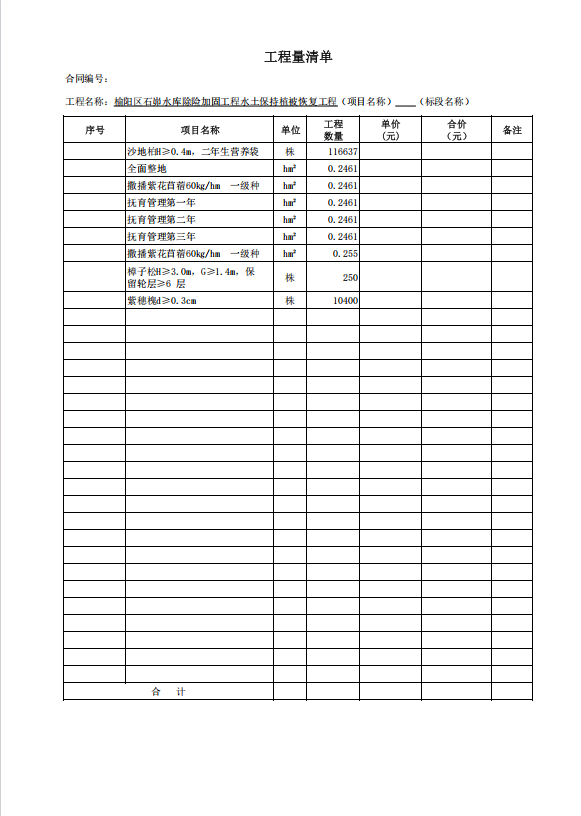 工程量清单
合同编号：
工程名称：榆阳区石峁水库除险加固工程水土保持植被恢复工程（项目名称）____（标段名称）
序号 项目名称 单位 工程数量 单价(元) 合价（元） 备注
沙地柏H≥0.4m，二年生营养袋 株 116637
全面整地 hm² 0.2461
撒播紫花苜蓿60kg/hm 一级种 hm² 0.2461
抚育管理第一年 hm² 0.2461
抚育管理第二年 hm² 0.2461
抚育管理第三年 hm² 0.2461
撒播紫花苜蓿60kg/hm 一级种 hm² 0.255
樟子松H≥3.0m，G≥1.4m，保
留轮层≥6 层 株 250
紫穗槐d≥0.3cm 株 10400
合 计